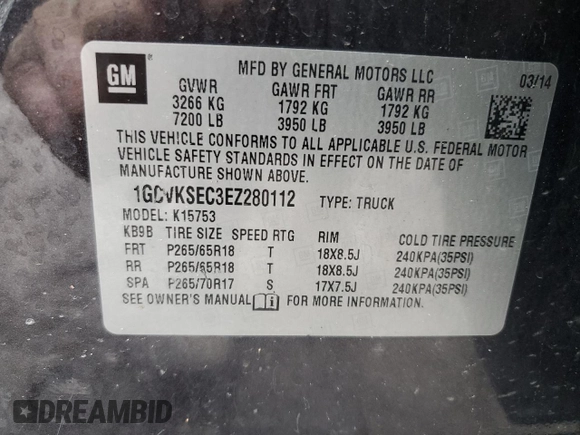 GM
MFD BY GENERAL MOTORS LLC 03/14
GVWR GAWR FRT GAWR RR
3266 KG 1792 KG 1792 KG
7200 LB 3950 LB 3950 LB
THIS VEHICLE CONFORMS TO ALL APPLICABLE U.S. FEDERAL MOTOR
VEHICLE SAFETY STANDARDS IN EFFECT ON THE DATE OF
MANUFACTURE SHOWN ABOVE.
1GCVKSEC3EZ280112 TYPE: TRUCK
MODEL: K15753
KB9B TIRE SIZE SPEED RTG RIM COLD TIRE PRESSURE
FRT P265/65R18 T 18X8.5J 240KPA(35PSI)
RR P265/65R18 T 18X8.5J 240KPA(35PSI)
SPA P265/70R17 S 17X7.5J 240KPA(35PSI)
SEE OWNER'S MANUAL FOR MORE INFORMATION
DREAMBID